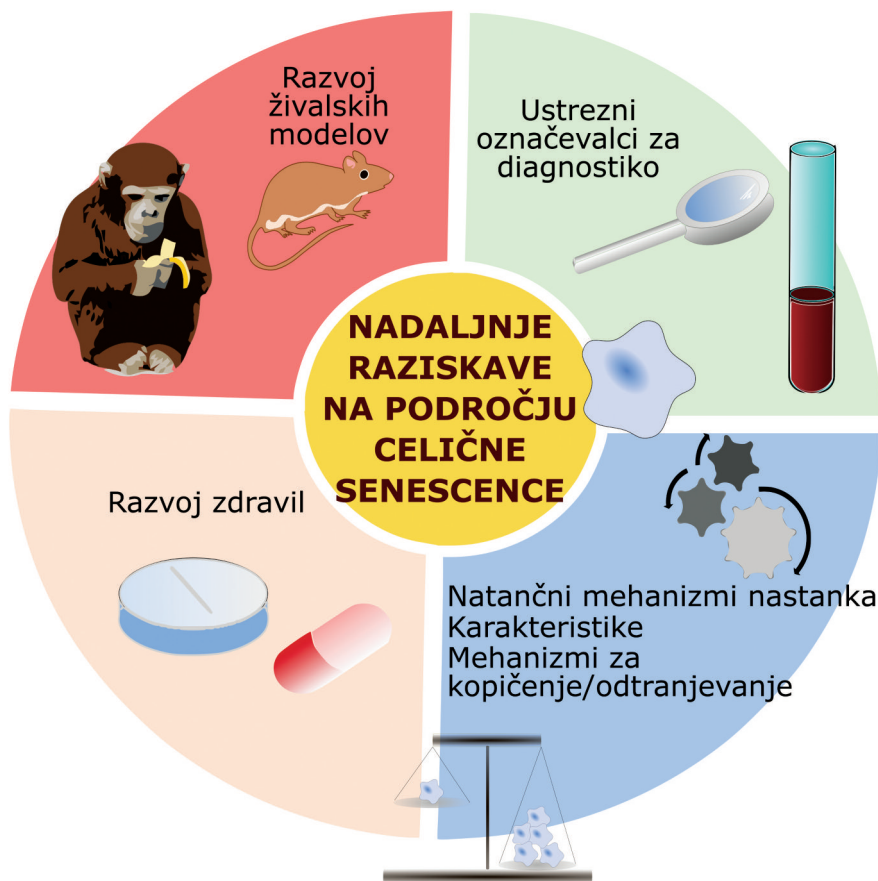 Razvoj
živalskih
modelov
Ustrezni
označevalci za
diagnostiko
NADALJNJE
RAZISKAVE
NA PODROČJU
CELIČNE
SENESCENCE
Razvoj zdravil
Natančni mehanizmi nastanka
Karakteristike
Mehanizmi za
kopičenje/odtranjevanje